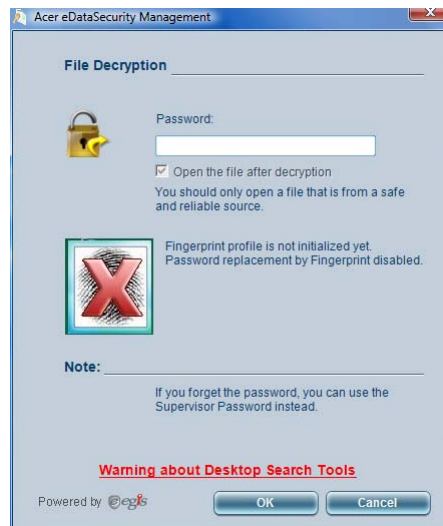 Acer eDataSecurity Management
File Decryption
Password:
Open the file after decryption
You should only open a file that is from a safe
and reliable source.
Fingerprint profile is not initialized yet.
Password replacement by Fingerprint disabled.
Note:
If you forget the password, you can use the
Supervisor Password instead.
Warning about Desktop Search Tools
Powered by egis
OK
Cancel